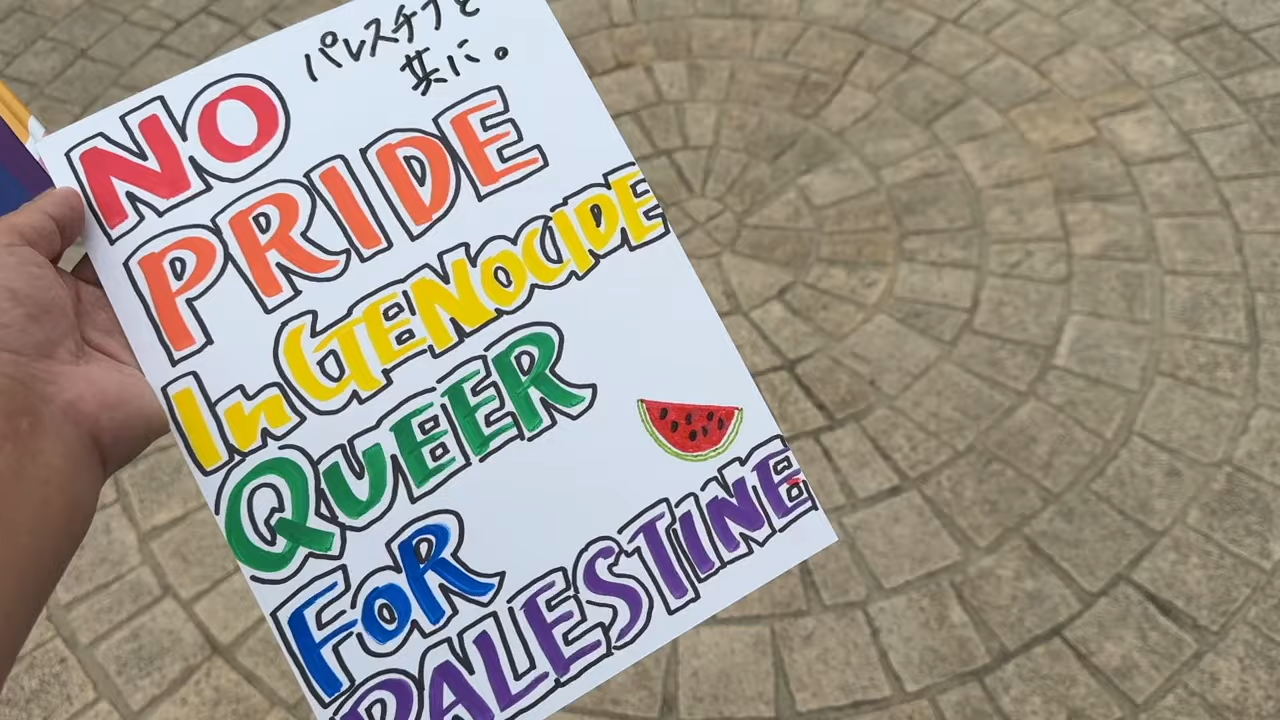 パレスチナと
共に。
NO
PRIDE
In GENOCIDE
QUEER
FoR
PALESTINE